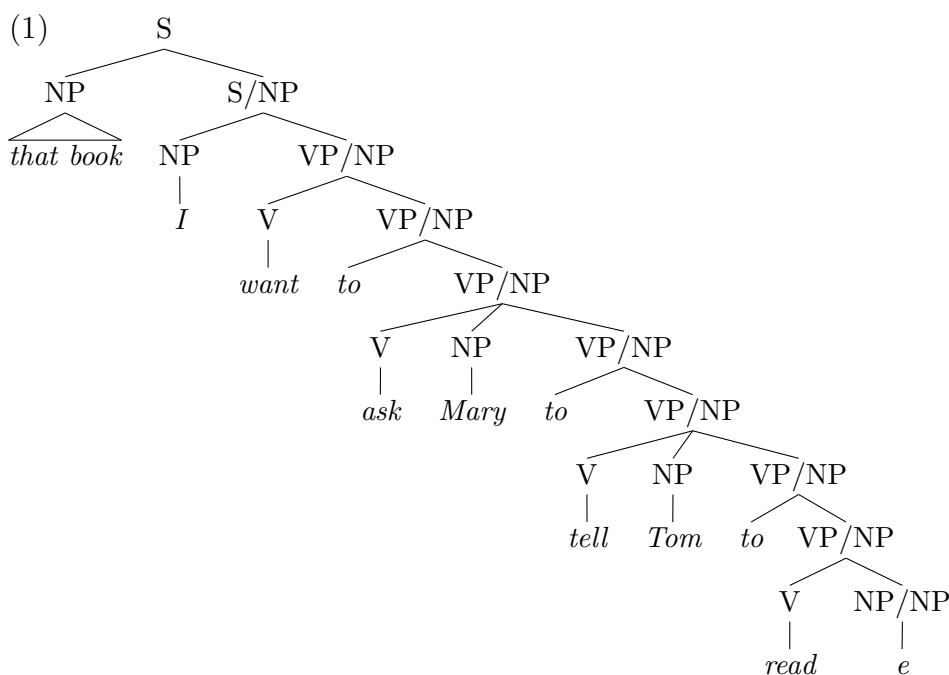 (1) S
NP S/NP
that book NP VP/NP
I V VP/NP
want to VP/NP
V NP VP/NP
ask Mary to VP/NP
V NP VP/NP
tell Tom to VP/NP
V NP/NP
read e